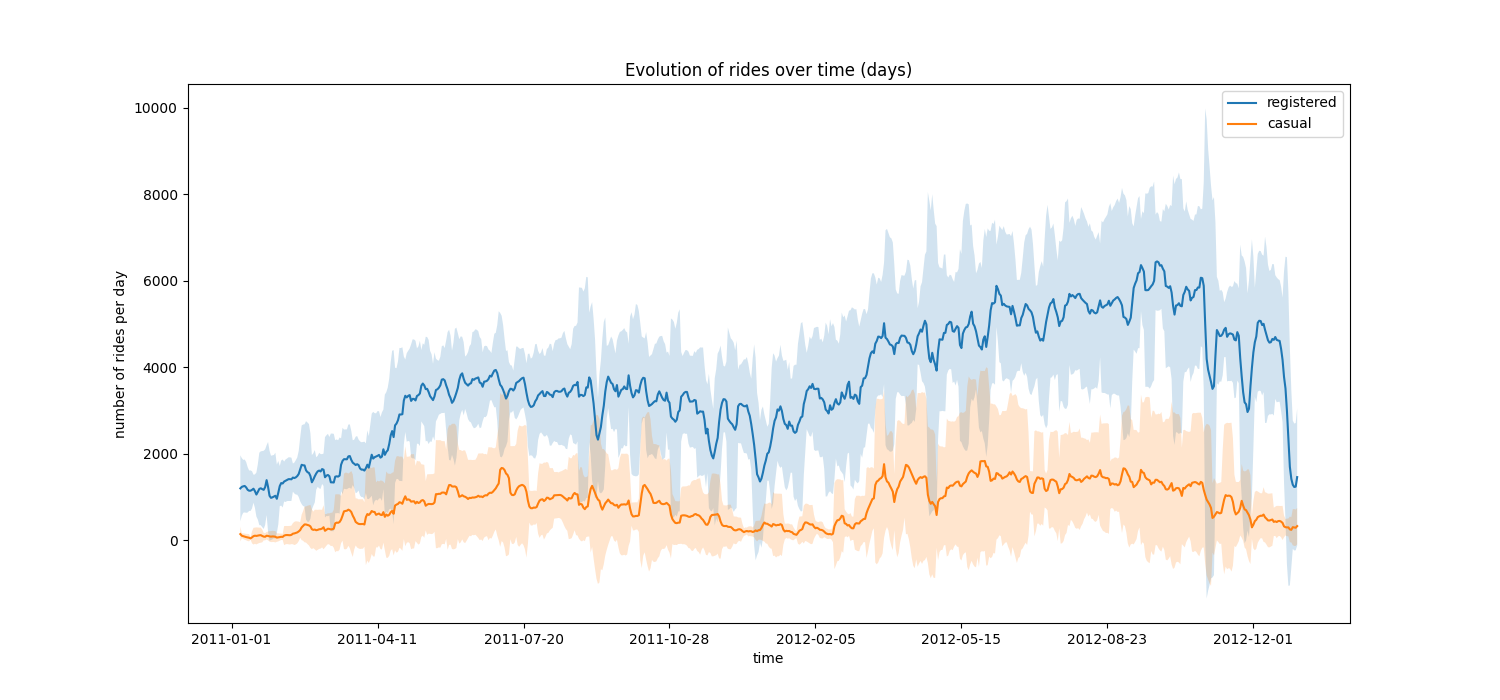 Evolution of rides over time (days)
registered
casual
number of rides per day
10000
8000
6000
4000
2000
0
2011-01-01 2011-04-11 2011-07-20 2011-10-28 2012-02-05 2012-05-15 2012-08-23 2012-12-01
time